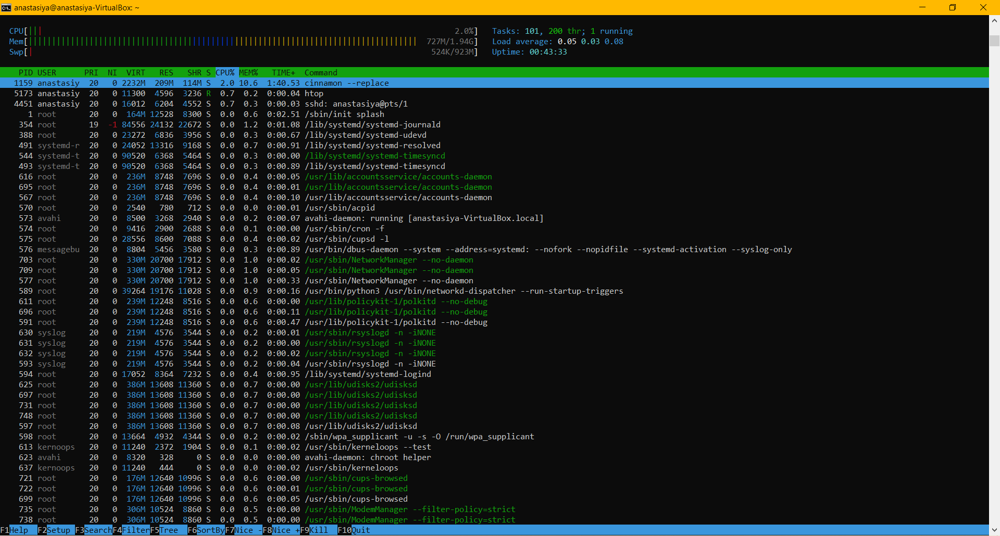 anastasiya@anastasiya-VirtualBox: ~
CPU[||| 2.0%] Tasks: 101, 200 thr; 1 running
Mem[||||||||||||||||||||||||||||||||||||||||||||||||||||||||||||||||||||||||||||||||||| 727M/1.94G] Load average: 0.05 0.03 0.08
Swp[| 524K/923M] Uptime: 00:43:33
PID USER PRI NI VIRT RES SHR S CPU% MEM% TIME+ Command
1159 anastasiy 20 0 2232M 209M 114M S 2.0 10.6 1:40.53 cinnamon --replace
5173 anastasiy 20 0 11300 4596 3236 R 0.7 0.2 0:00.04 htop
4451 anastasiy 20 0 16012 6204 4552 S 0.7 0.3 0:00.03 sshd: anastasiya@pts/1
1 root 20 0 164M 12528 8300 S 0.0 0.6 0:02.51 /sbin/init splash
354 root 19 -1 84556 24132 22672 S 0.0 1.2 0:01.08 /lib/systemd/systemd-journald
388 root 20 0 23272 6836 3956 S 0.0 0.3 0:00.67 /lib/systemd/systemd-udevd
491 systemd-r 20 0 24052 13316 9168 S 0.0 0.7 0:00.91 /lib/systemd/systemd-resolved
544 systemd-t 20 0 90520 6368 5464 S 0.0 0.3 0:00.00 /lib/systemd/systemd-timesyncd
493 systemd-t 20 0 90520 6368 5464 S 0.0 0.3 0:00.89 /lib/systemd/systemd-timesyncd
616 root 20 0 236M 8748 7696 S 0.0 0.4 0:00.05 /usr/lib/accountsservice/accounts-daemon
695 root 20 0 236M 8748 7696 S 0.0 0.4 0:00.01 /usr/lib/accountsservice/accounts-daemon
567 root 20 0 236M 8748 7696 S 0.0 0.4 0:00.10 /usr/lib/accountsservice/accounts-daemon
570 root 20 0 2540 780 712 S 0.0 0.0 0:00.01 /usr/sbin/acpid
573 avahi 20 0 8500 3268 2940 S 0.0 0.2 0:00.07 avahi-daemon: running [anastasiya-VirtualBox.local]
574 root 20 0 9416 2900 2688 S 0.0 0.1 0:00.00 /usr/sbin/cron -f
575 root 20 0 28556 8600 7088 S 0.0 0.4 0:00.02 /usr/sbin/cupsd -l
576 messagebu 20 0 8804 5456 3580 S 0.0 0.3 0:00.89 /usr/bin/dbus-daemon --system --address=systemd: --nofork --nopidfile --systemd-activation --syslog-only
703 root 20 0 330M 20700 17912 S 0.0 1.0 0:00.02 /usr/sbin/NetworkManager --no-daemon
709 root 20 0 330M 20700 17912 S 0.0 1.0 0:00.05 /usr/sbin/NetworkManager --no-daemon
577 root 20 0 330M 20700 17912 S 0.0 1.0 0:00.33 /usr/sbin/NetworkManager --no-daemon
589 root 20 0 39264 19176 11028 S 0.0 0.9 0:00.16 /usr/bin/python3 /usr/bin/networkd-dispatcher --run-startup-triggers
611 root 20 0 239M 12248 8516 S 0.0 0.6 0:00.00 /usr/lib/policykit-1/polkitd --no-debug
696 root 20 0 239M 12248 8516 S 0.0 0.6 0:00.11 /usr/lib/policykit-1/polkitd --no-debug
591 root 20 0 239M 12248 8516 S 0.0 0.6 0:00.47 /usr/lib/policykit-1/polkitd --no-debug
630 syslog 20 0 219M 4576 3544 S 0.0 0.2 0:00.01 /usr/sbin/rsyslogd -n -iNONE
631 syslog 20 0 219M 4576 3544 S 0.0 0.2 0:00.00 /usr/sbin/rsyslogd -n -iNONE
632 syslog 20 0 219M 4576 3544 S 0.0 0.2 0:00.02 /usr/sbin/rsyslogd -n -iNONE
593 syslog 20 0 219M 4576 3544 S 0.0 0.2 0:00.04 /usr/sbin/rsyslogd -n -iNONE
594 root 20 0 17052 8364 7232 S 0.0 0.4 0:00.95 /lib/systemd/systemd-logind
625 root 20 0 386M 13608 11360 S 0.0 0.7 0:00.00 /usr/lib/udisks2/udisksd
697 root 20 0 386M 13608 11360 S 0.0 0.7 0:00.00 /usr/lib/udisks2/udisksd
731 root 20 0 386M 13608 11360 S 0.0 0.7 0:00.00 /usr/lib/udisks2/udisksd
748 root 20 0 386M 13608 11360 S 0.0 0.7 0:00.00 /usr/lib/udisks2/udisksd
597 root 20 0 386M 13608 11360 S 0.0 0.7 0:00.08 /usr/lib/udisks2/udisksd
598 root 20 0 13664 4932 4344 S 0.0 0.2 0:00.02 /sbin/wpa_supplicant -u -s -O /run/wpa_supplicant
613 kernoops 20 0 11240 2372 1904 S 0.0 0.1 0:00.02 /usr/sbin/kerneloops --test
623 avahi 20 0 8320 328 0 S 0.0 0.0 0:00.00 avahi-daemon: chroot helper
637 kernoops 20 0 11240 444 0 S 0.0 0.0 0:00.02 /usr/sbin/kerneloops
721 root 20 0 176M 12640 10996 S 0.0 0.6 0:00.00 /usr/sbin/cups-browsed
722 root 20 0 176M 12640 10996 S 0.0 0.6 0:00.01 /usr/sbin/cups-browsed
699 root 20 0 176M 12640 10996 S 0.0 0.6 0:00.05 /usr/sbin/cups-browsed
735 root 20 0 306M 10524 8860 S 0.0 0.5 0:00.00 /usr/sbin/ModemManager --filter-policy=strict
738 root 20 0 306M 10524 8860 S 0.0 0.5 0:00.00 /usr/sbin/ModemManager --filter-policy=strict
F1Help F2Setup F3SearchF4FilterF5Tree F6SortByF7Nice -F8Nice +F9Kill F10Quit